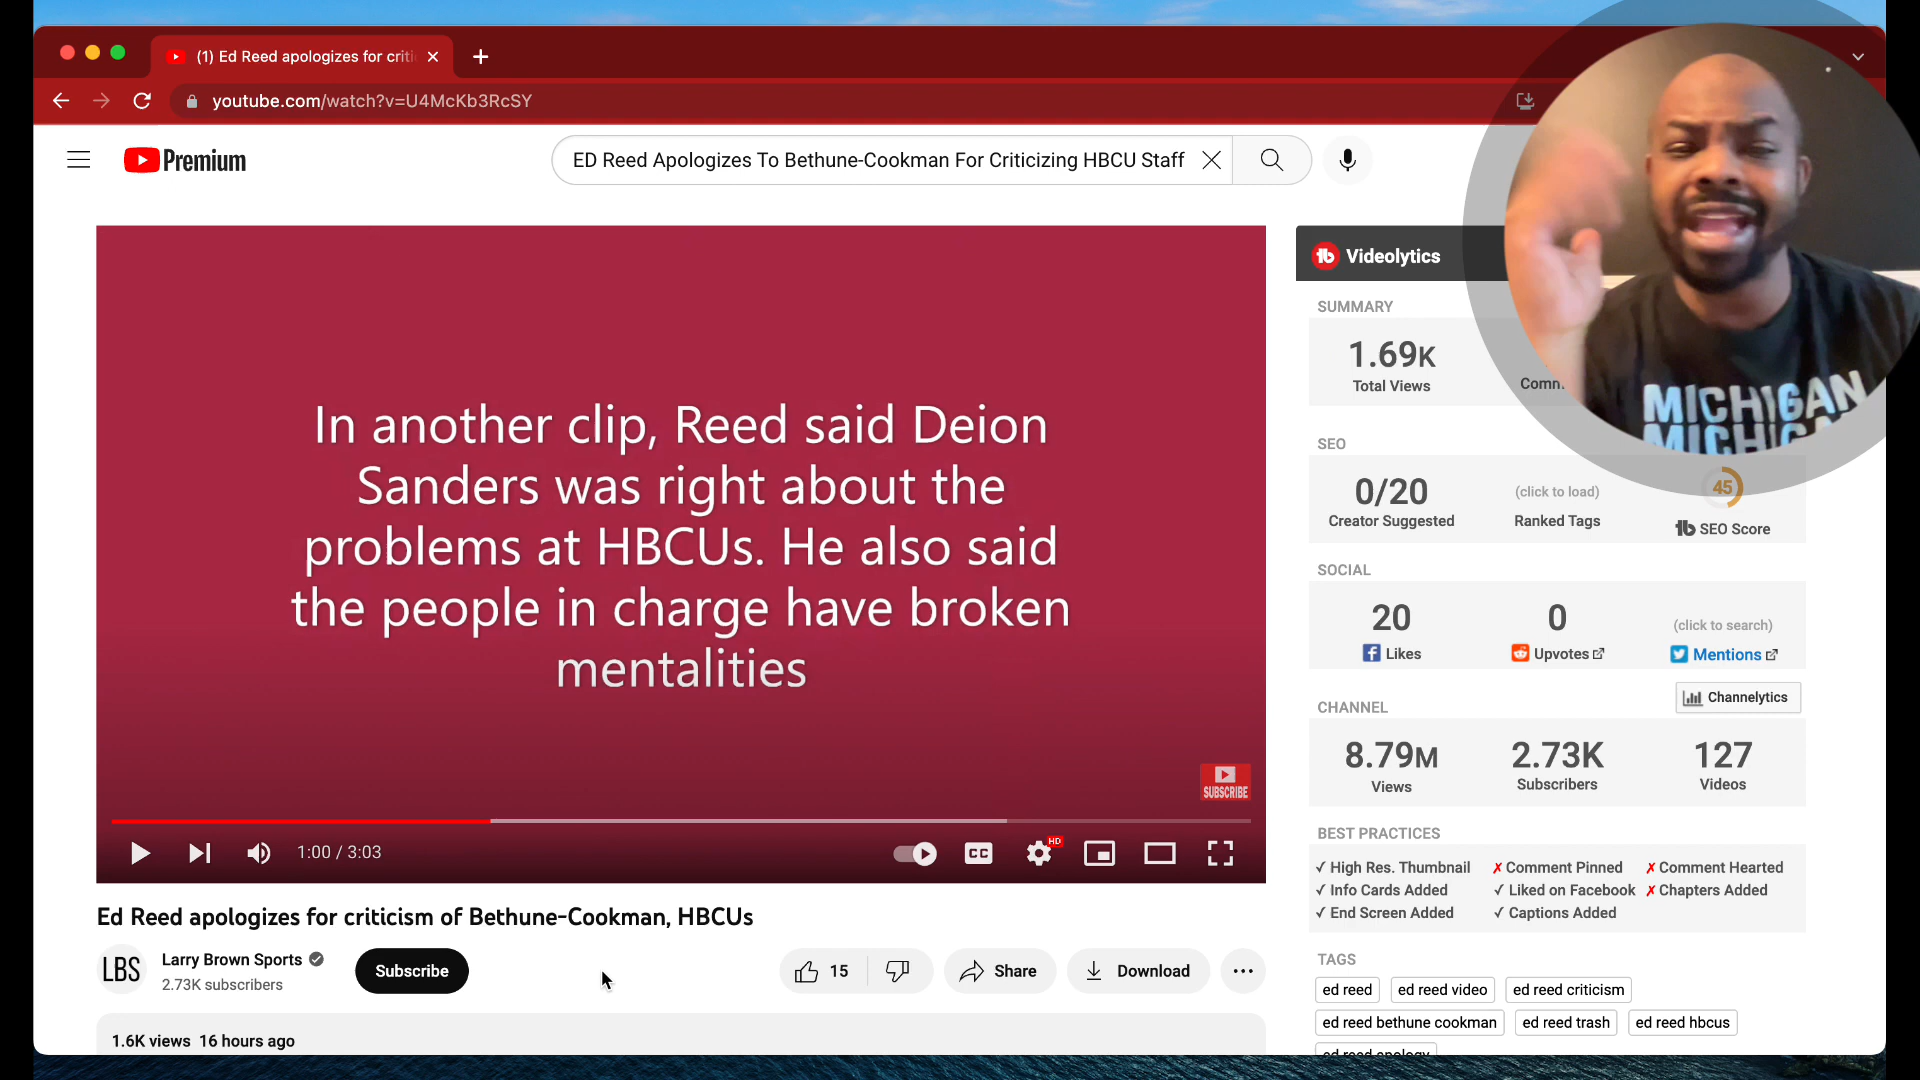 (1) Ed Reed apologizes for criti
youtube.com/watch?v=U4McKb3RcSY
Premium
ED Reed Apologizes To Bethune-Cookman For Criticizing HBCU Staff
In another clip, Reed said Deion
Sanders was right about the
problems at HBCUs. He also said
the people in charge have broken
mentalities
SUBSCRIBE
1:00 / 3:03
CC
HD
Ed Reed apologizes for criticism of Bethune-Cookman, HBCUs
LBS
Larry Brown Sports
2.73K subscribers
Subscribe
15
Share
Download
1.6K views 16 hours ago
Videolytics
SUMMARY
1.69K
Total Views
Comm
SEO
0/20
Creator Suggested
(click to load)
Ranked Tags
45
SEO Score
SOCIAL
20
Likes
0
Upvotes
(click to search)
Mentions
Channelytics
CHANNEL
8.79M
Views
2.73K
Subscribers
127
Videos
BEST PRACTICES
✓ High Res. Thumbnail ✗ Comment Pinned ✗ Comment Hearted
✓ Info Cards Added ✓ Liked on Facebook ✗ Chapters Added
✓ End Screen Added ✓ Captions Added
TAGS
ed reed ed reed video ed reed criticism
ed reed bethune cookman ed reed trash ed reed hbcus
ed reed apology
MICHIGAN
MICHIGAN